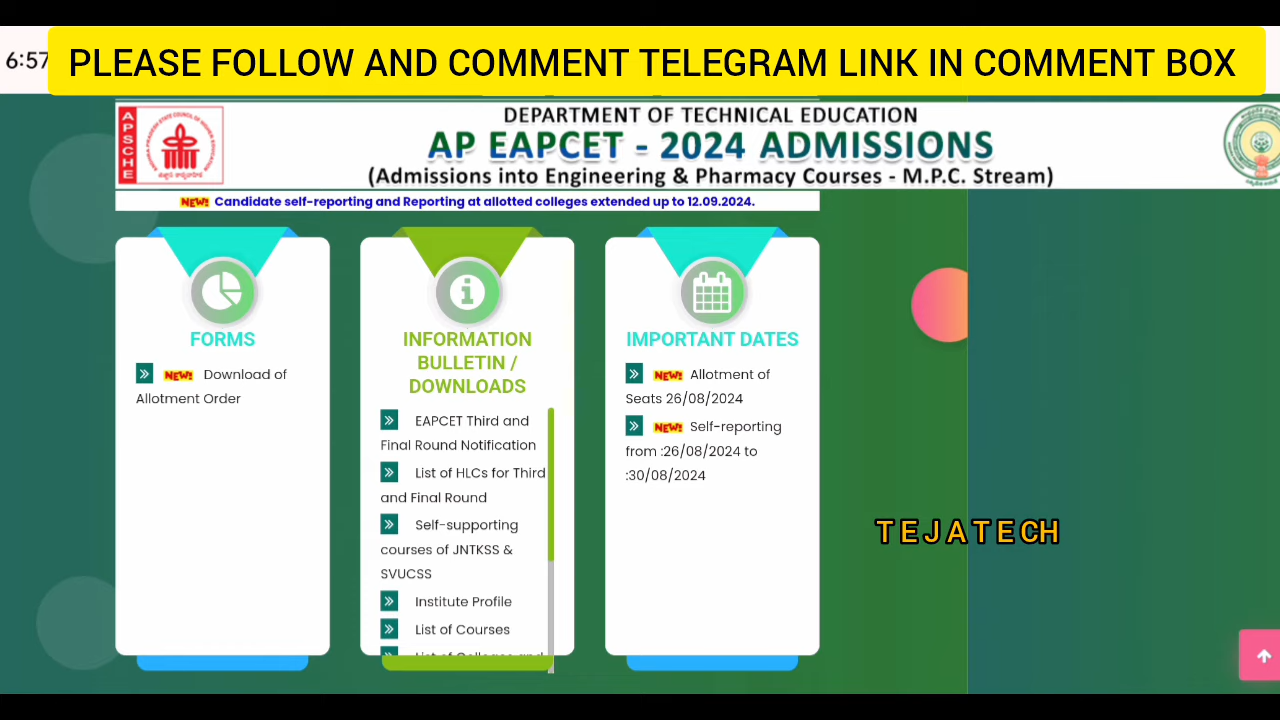 PLEASE FOLLOW AND COMMENT TELEGRAM LINK IN COMMENT BOX
6:57
DEPARTMENT OF TECHNICAL EDUCATION
APSCHE
AP EAPCET - 2024 ADMISSIONS
(Admissions into Engineering & Pharmacy Courses - M.P.C. Stream)
NEW! Candidate self-reporting and Reporting at allotted colleges extended up to 12.09.2024.
FORMS
NEW! Download of
Allotment Order
INFORMATION
BULLETIN /
DOWNLOADS
EAPCET Third and
Final Round Notification
List of HLCs for Third
and Final Round
Self-supporting
courses of JNTKSS &
SVUCSS
Institute Profile
List of Courses
List of Colleges and
IMPORTANT DATES
NEW! Allotment of
Seats 26/08/2024
NEW! Self-reporting
from :26/08/2024 to
:30/08/2024
TEJATECH